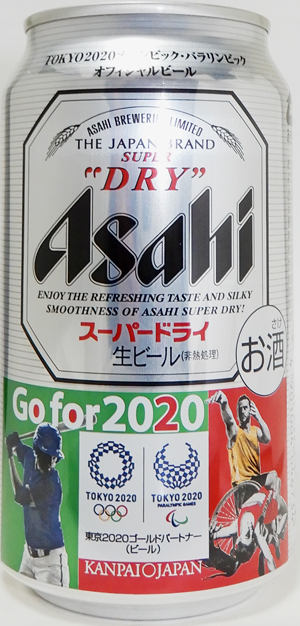 TOKYO2020オリンピック・パラリンピック
オフィシャルビール
ASAHI BREWERIES LIMITED
THE JAPAN BRAND
SUPER
"DRY"
Asahi
ENJOY THE REFRESHING TASTE AND SILKY
SMOOTHNESS OF ASAHI SUPER DRY!
スーパードライ
生ビール(非熱処理)
さけ
お酒
Go for 2020
TOKYO 2020
TOKYO 2020
PARALYMPIC GAMES
東京2020ゴールドパートナー
(ビール)
KANPAI JAPAN